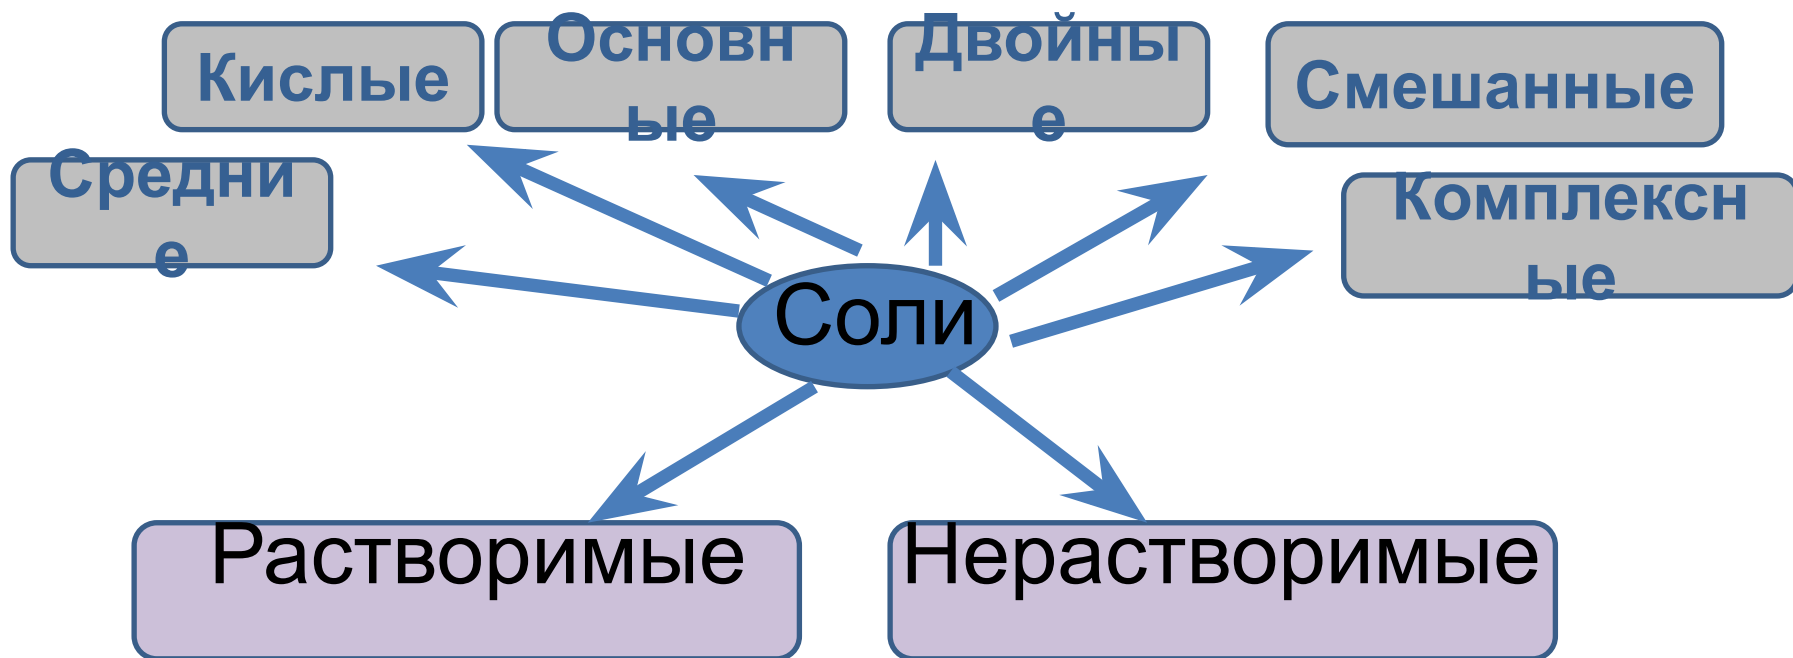 Кислые
Основн
ые
Двойны
е
Смешанные
Средни
е
Комплексн
ые
Соли
Растворимые
Нерастворимые